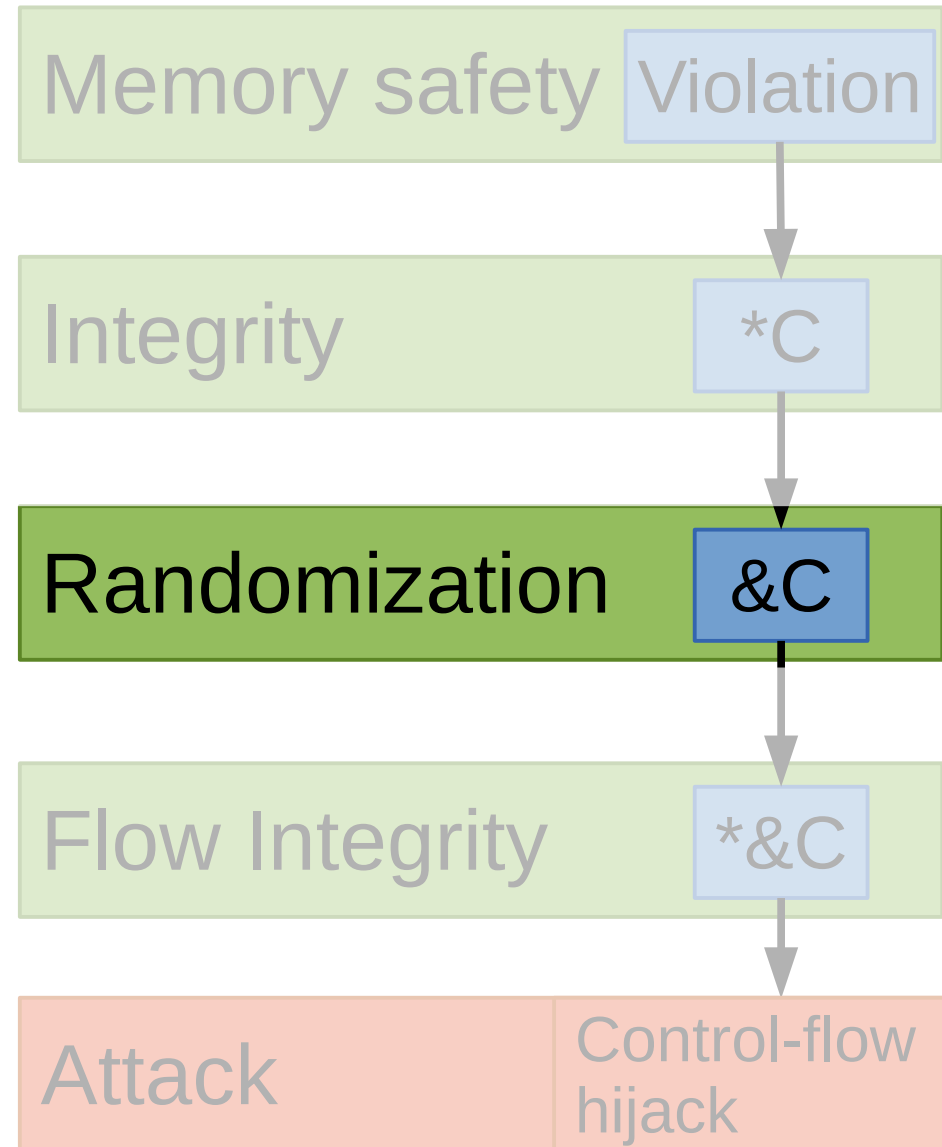 Memory safety Violation
Integrity *C
Randomization &C
Flow Integrity *&C
Attack Control-flow
hijack